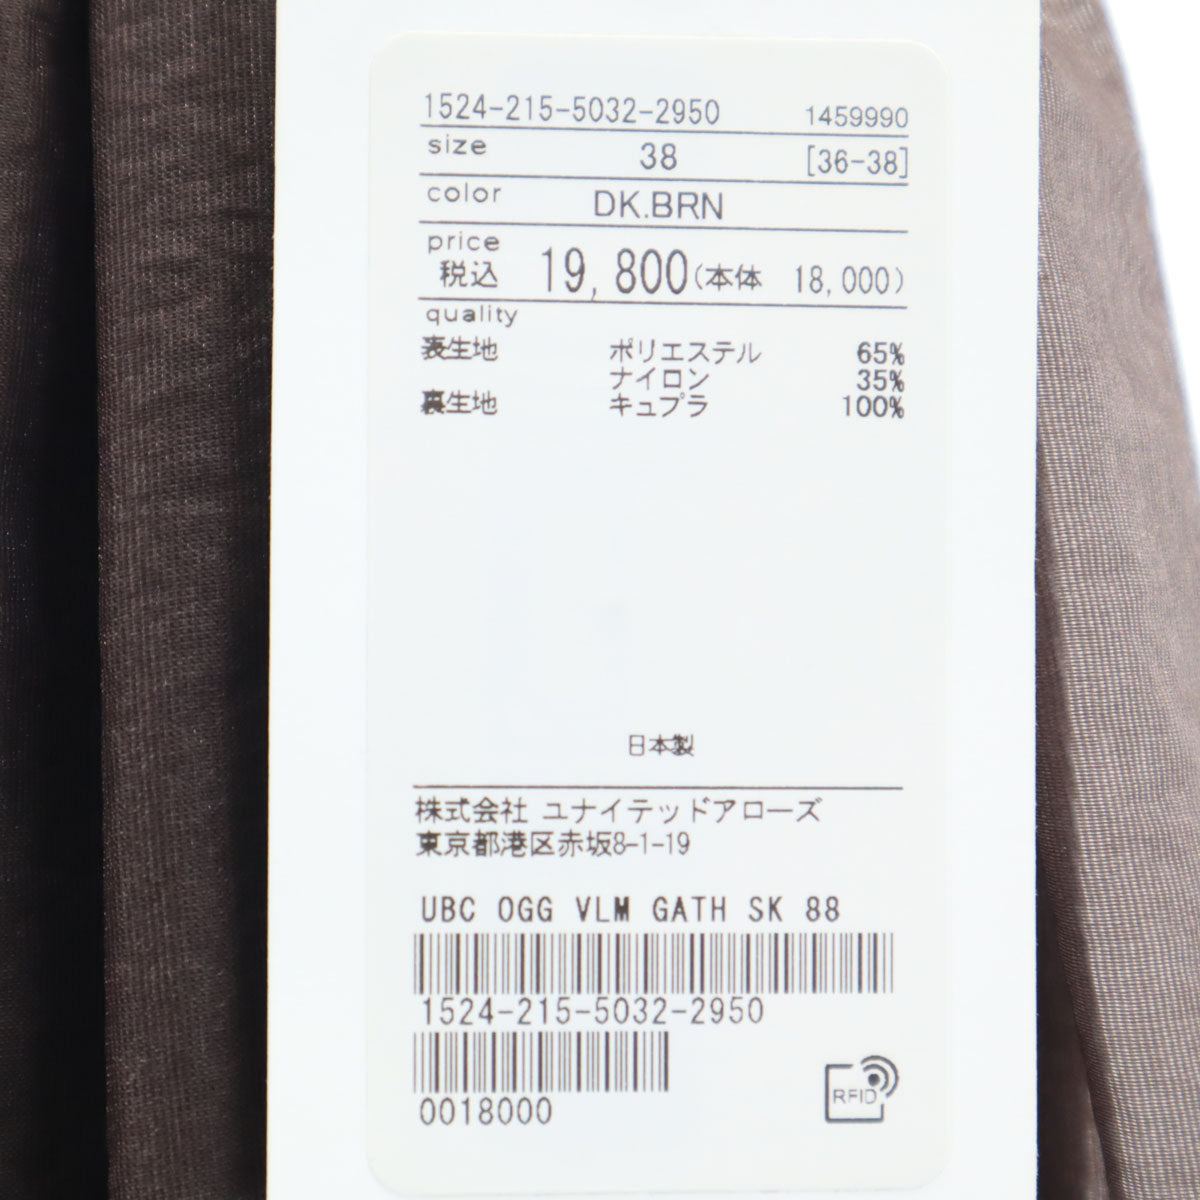 1524-215-5032-2950 1459990
size 38 [36-38]
color DK.BRN
price
税込 19,800(本体 18,000)
quality
表生地 ポリエステル 65%
ナイロン 35%
裏生地 キュプラ 100%
日本製
株式会社 ユナイテッドアローズ
東京都港区赤坂8-1-19
UBC OGG VLM GATH SK 88
1524-215-5032-2950
0018000
RFID